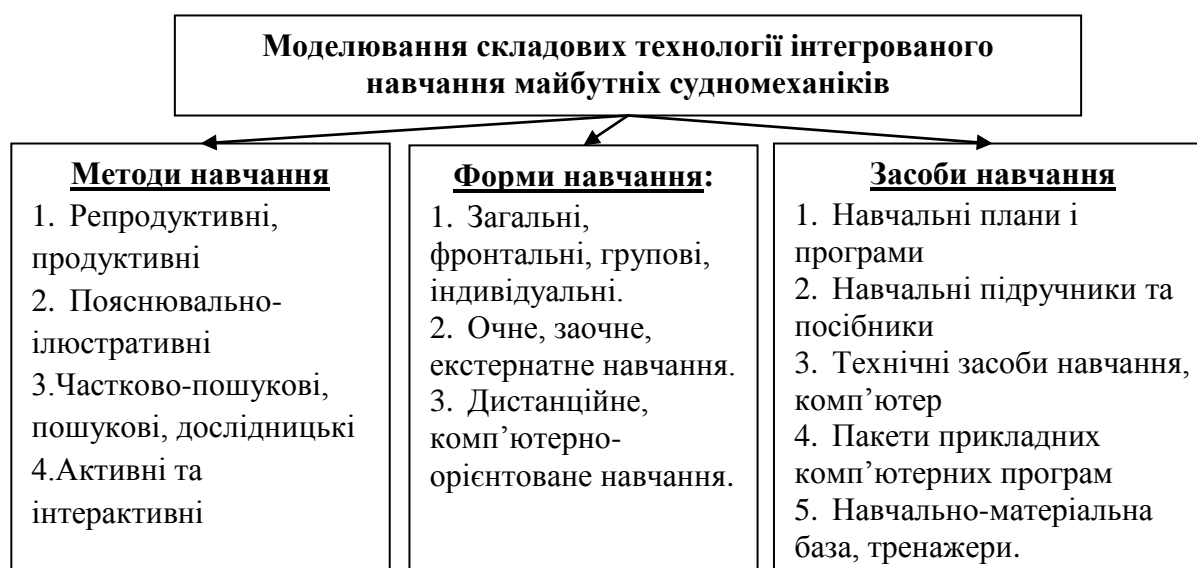 Моделювання складових технології інтегрованого
навчання майбутніх судномеханіків
Методи навчання
1. Репродуктивні,
продуктивні
2. Пояснювально-
ілюстративні
3.Частково-пошукові,
пошукові, дослідницькі
4.Активні та
інтерактивні
Форми навчання:
1. Загальні,
фронтальні, групові,
індивідуальні.
2. Очне, заочне,
екстернатне навчання.
3. Дистанційне,
комп’ютерно-
орієнтоване навчання.
Засоби навчання
1. Навчальні плани і
програми
2. Навчальні підручники та
посібники
3. Технічні засоби навчання,
комп’ютер
4. Пакети прикладних
комп’ютерних програм
5. Навчально-матеріальна
база, тренажери.